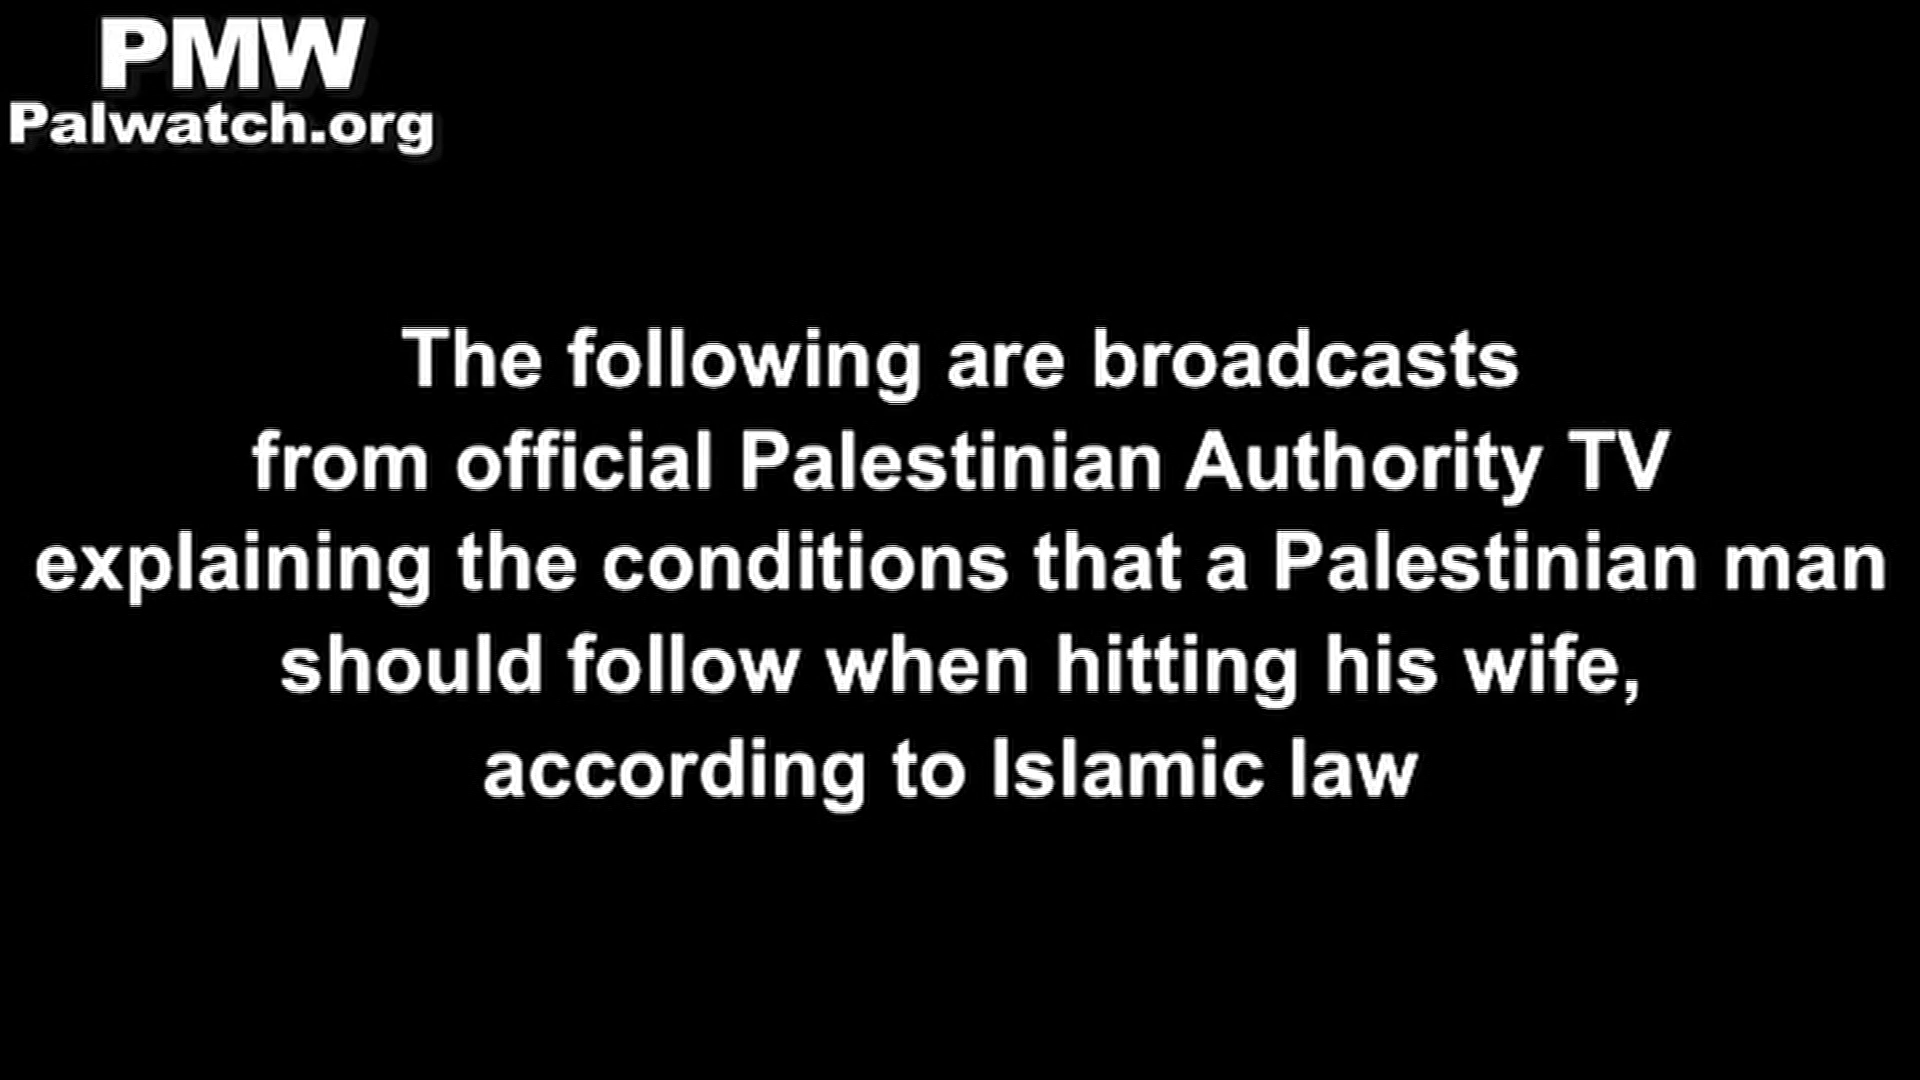 PMW
Palwatch.org
The following are broadcasts
from official Palestinian Authority TV
explaining the conditions that a Palestinian man
should follow when hitting his wife,
according to Islamic law